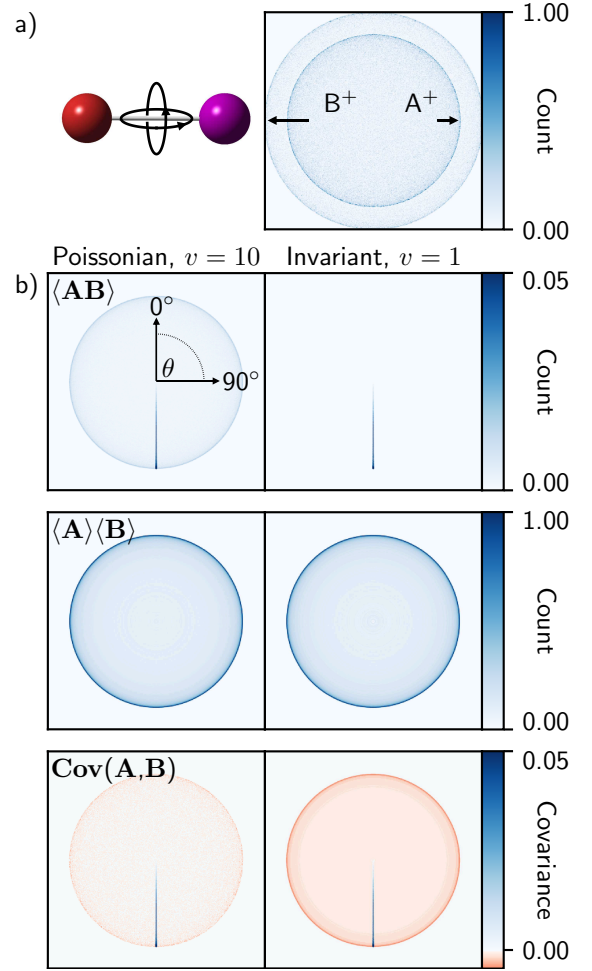 a)
1.00
B⁺ A⁺
Count
0.00
Poissonian, v = 10 Invariant, v = 1
b)
⟨AB⟩
0°
θ
90°
0.05
Count
0.00
⟨A⟩⟨B⟩
1.00
Count
0.00
Cov(A,B)
0.05
Covariance
0.00